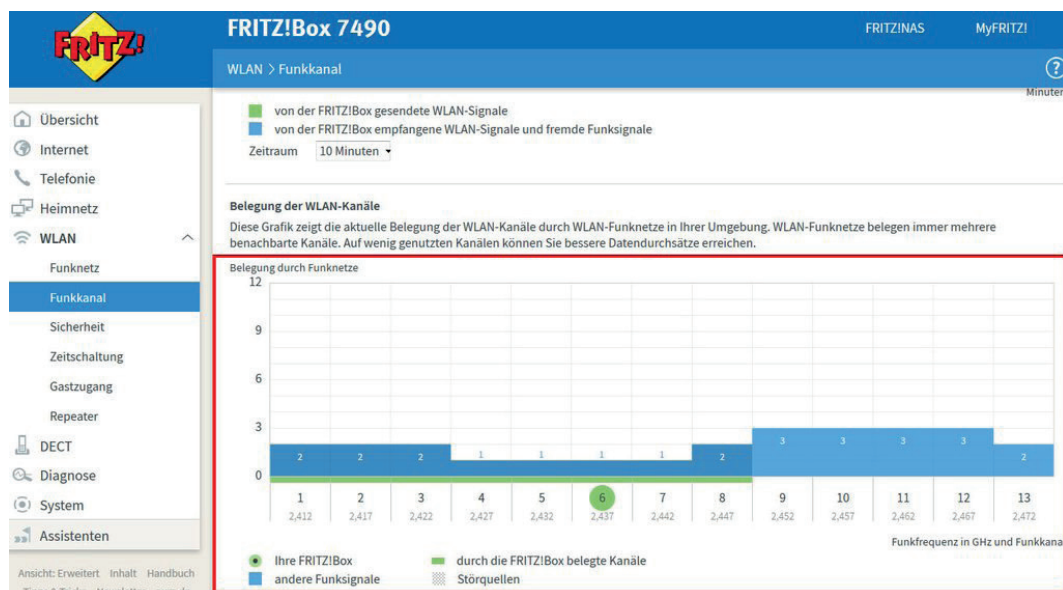 FRITZ!
FRITZ!Box 7490
FRITZ!NAS
MyFRITZ!
WLAN > Funkkanal
?
Übersicht
Internet
Telefonie
Heimnetz
WLAN
Funknetz
Funkkanal
Sicherheit
Zeitschaltung
Gastzugang
Repeater
DECT
Diagnose
System
Assistenten
Ansicht: Erweitert Inhalt Handbuch
Minuten
von der FRITZ!Box gesendete WLAN-Signale
von der FRITZ!Box empfangene WLAN-Signale und fremde Funksignale
Zeitraum 10 Minuten
Belegung der WLAN-Kanäle
Diese Grafik zeigt die aktuelle Belegung der WLAN-Kanäle durch WLAN-Funknetze in Ihrer Umgebung. WLAN-Funknetze belegen immer mehrere
benachbarte Kanäle. Auf wenig genutzten Kanälen können Sie bessere Datendurchsätze erreichen.
Belegung durch Funknetze
12
9
6
3
0
2 2 2 1 1 1 1 2 3 3 3 3 2
1 2 3 4 5 6 7 8 9 10 11 12 13
2,412 2,417 2,422 2,427 2,432 2,437 2,442 2,447 2,452 2,457 2,462 2,467 2,472
Funkfrequenz in GHz und Funkkana
Ihre FRITZ!Box durch die FRITZ!Box belegte Kanäle
andere Funksignale Störquellen